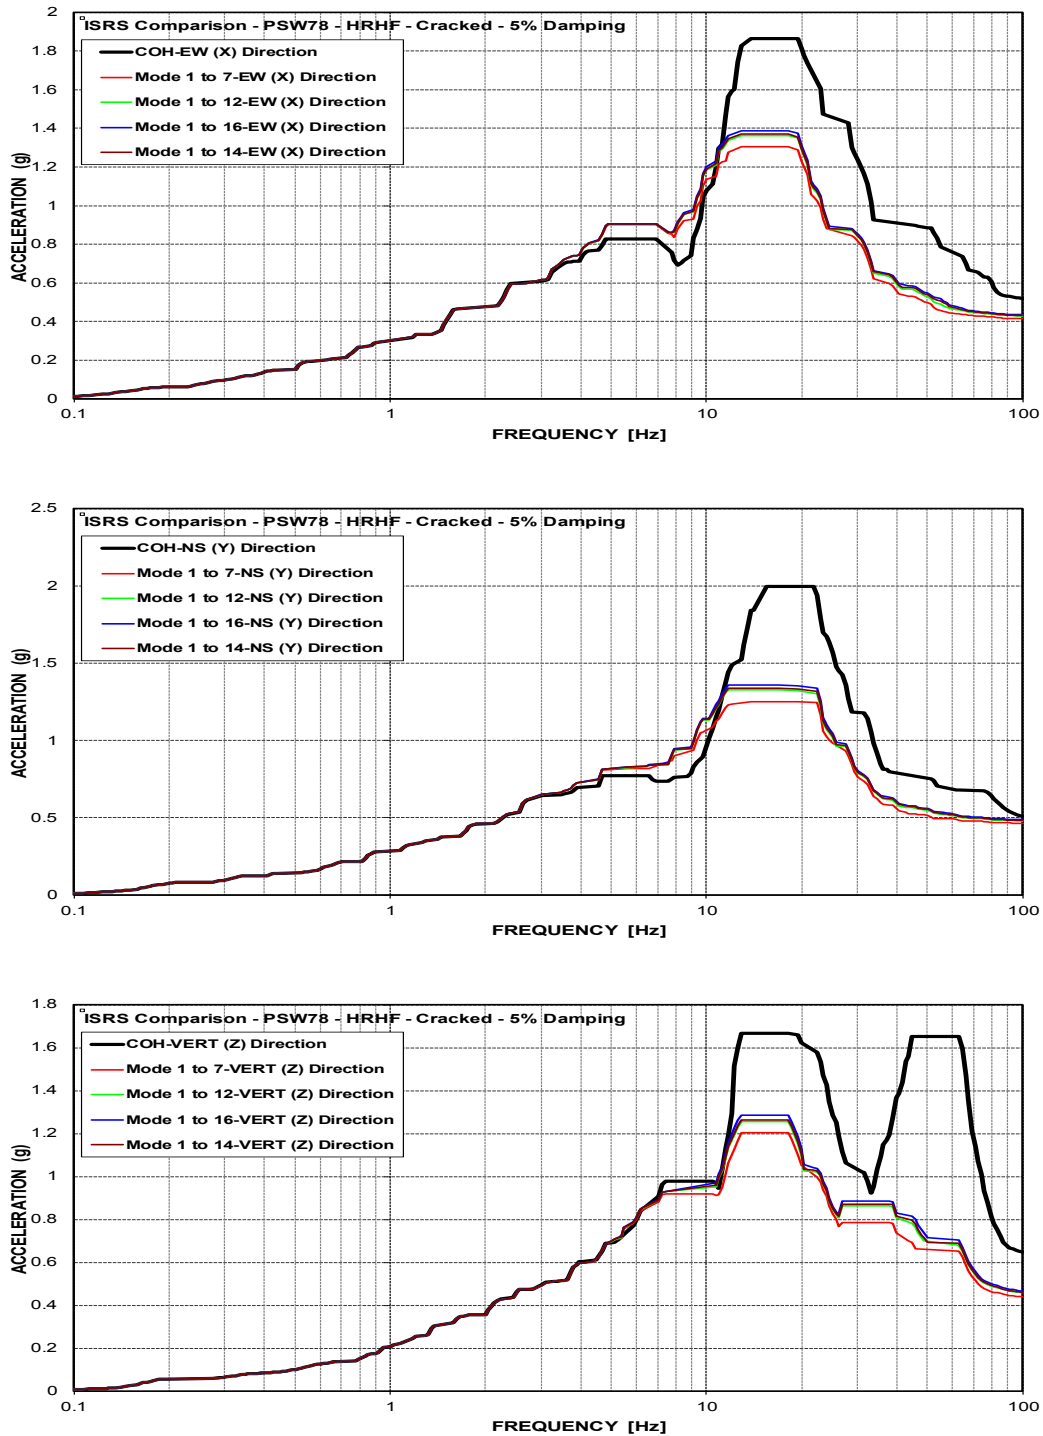 ISRS Comparison - PSW78 - HRHF - Cracked - 5% Damping
COH-EW (X) Direction
Mode 1 to 7-EW (X) Direction
Mode 1 to 12-EW (X) Direction
Mode 1 to 16-EW (X) Direction
Mode 1 to 14-EW (X) Direction
ACCELERATION (g)
2
1.8
1.6
1.4
1.2
1
0.8
0.6
0.4
0.2
0
0.1 1 10 100
FREQUENCY [Hz]
ISRS Comparison - PSW78 - HRHF - Cracked - 5% Damping
COH-NS (Y) Direction
Mode 1 to 7-NS (Y) Direction
Mode 1 to 12-NS (Y) Direction
Mode 1 to 16-NS (Y) Direction
Mode 1 to 14-NS (Y) Direction
ACCELERATION (g)
2.5
2
1.5
1
0.5
0
0.1 1 10 100
FREQUENCY [Hz]
ISRS Comparison - PSW78 - HRHF - Cracked - 5% Damping
COH-VERT (Z) Direction
Mode 1 to 7-VERT (Z) Direction
Mode 1 to 12-VERT (Z) Direction
Mode 1 to 16-VERT (Z) Direction
Mode 1 to 14-VERT (Z) Direction
ACCELERATION (g)
1.8
1.6
1.4
1.2
1
0.8
0.6
0.4
0.2
0
0.1 1 10 100
FREQUENCY [Hz]